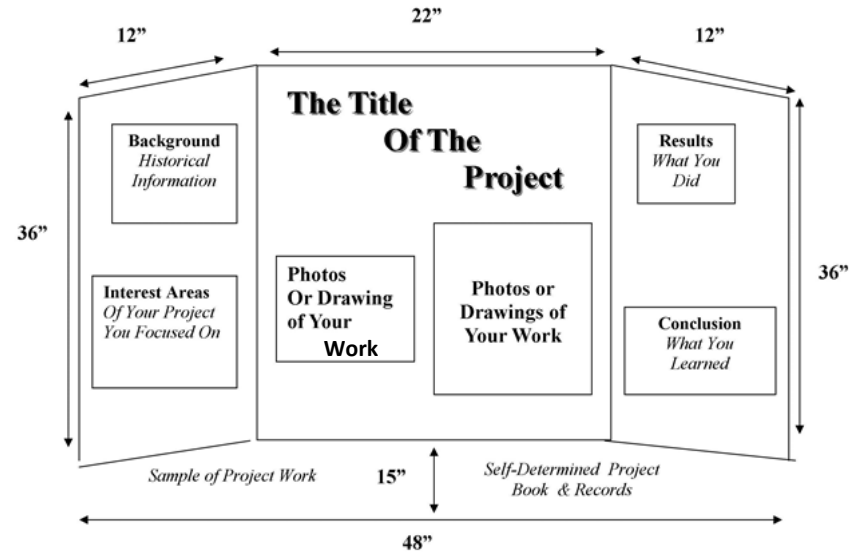 22”
12”
12”
The Title
Of The
Project
Background
Historical
Information
Results
What You
Did
36”
36”
Interest Areas
Of Your Project
You Focused On
Photos
Or Drawing
of Your
Work
Photos or
Drawings of
Your Work
Conclusion
What You
Learned
Sample of Project Work
15”
Self-Determined Project
Book & Records
48”